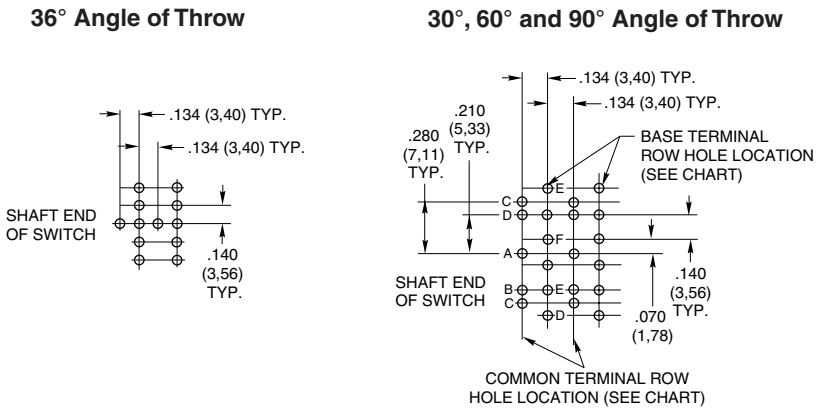 36° Angle of Throw
.134 (3,40) TYP.
.134 (3,40) TYP.
SHAFT END
OF SWITCH
.140
(3,56)
TYP.
30°, 60° and 90° Angle of Throw
.134 (3,40) TYP.
.134 (3,40) TYP.
.210
(5,33)
TYP.
.280
(7,11)
TYP.
BASE TERMINAL
ROW HOLE LOCATION
(SEE CHART)
E
C
D
F
A
SHAFT END
OF SWITCH
B
E
C
D
.140
(3,56)
TYP.
.070
(1,78)
COMMON TERMINAL ROW
HOLE LOCATION (SEE CHART)